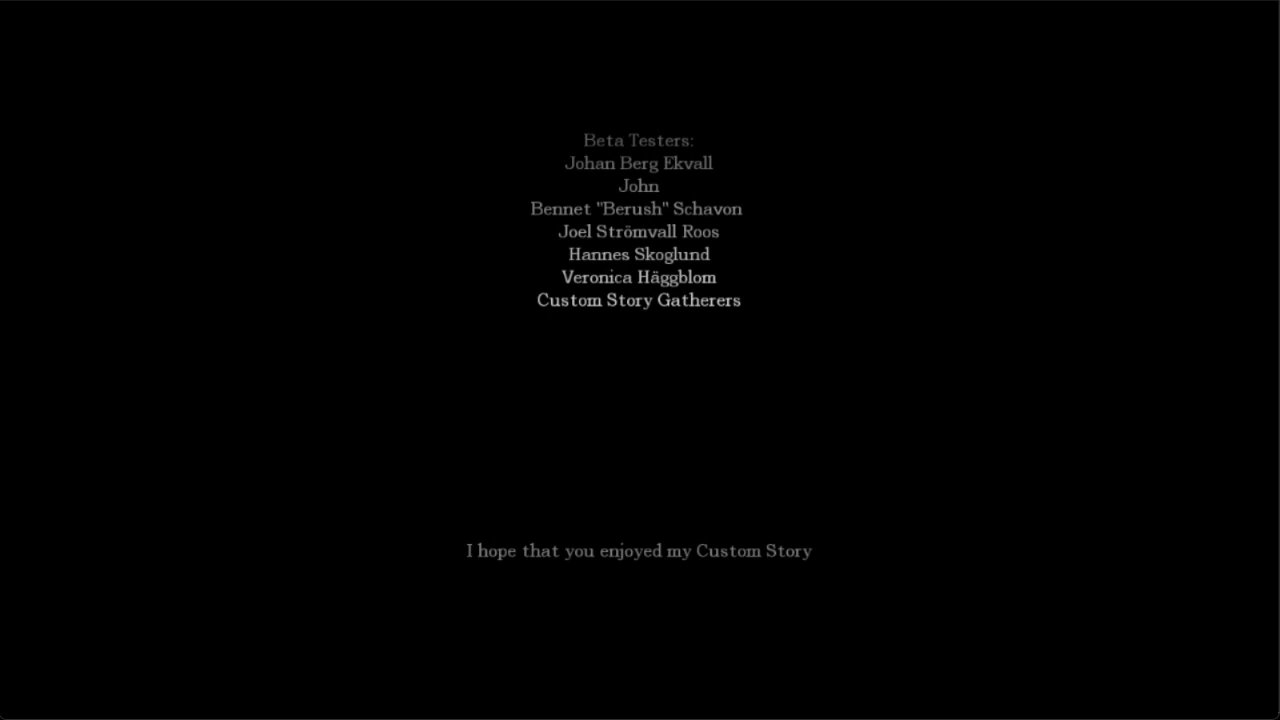 Beta Testers:
Johan Berg Ekvall
John
Bennet "Berush" Schavon
Joel Strömvall Roos
Hannes Skoglund
Veronica Häggblom
Custom Story Gatherers
I hope that you enjoyed my Custom Story